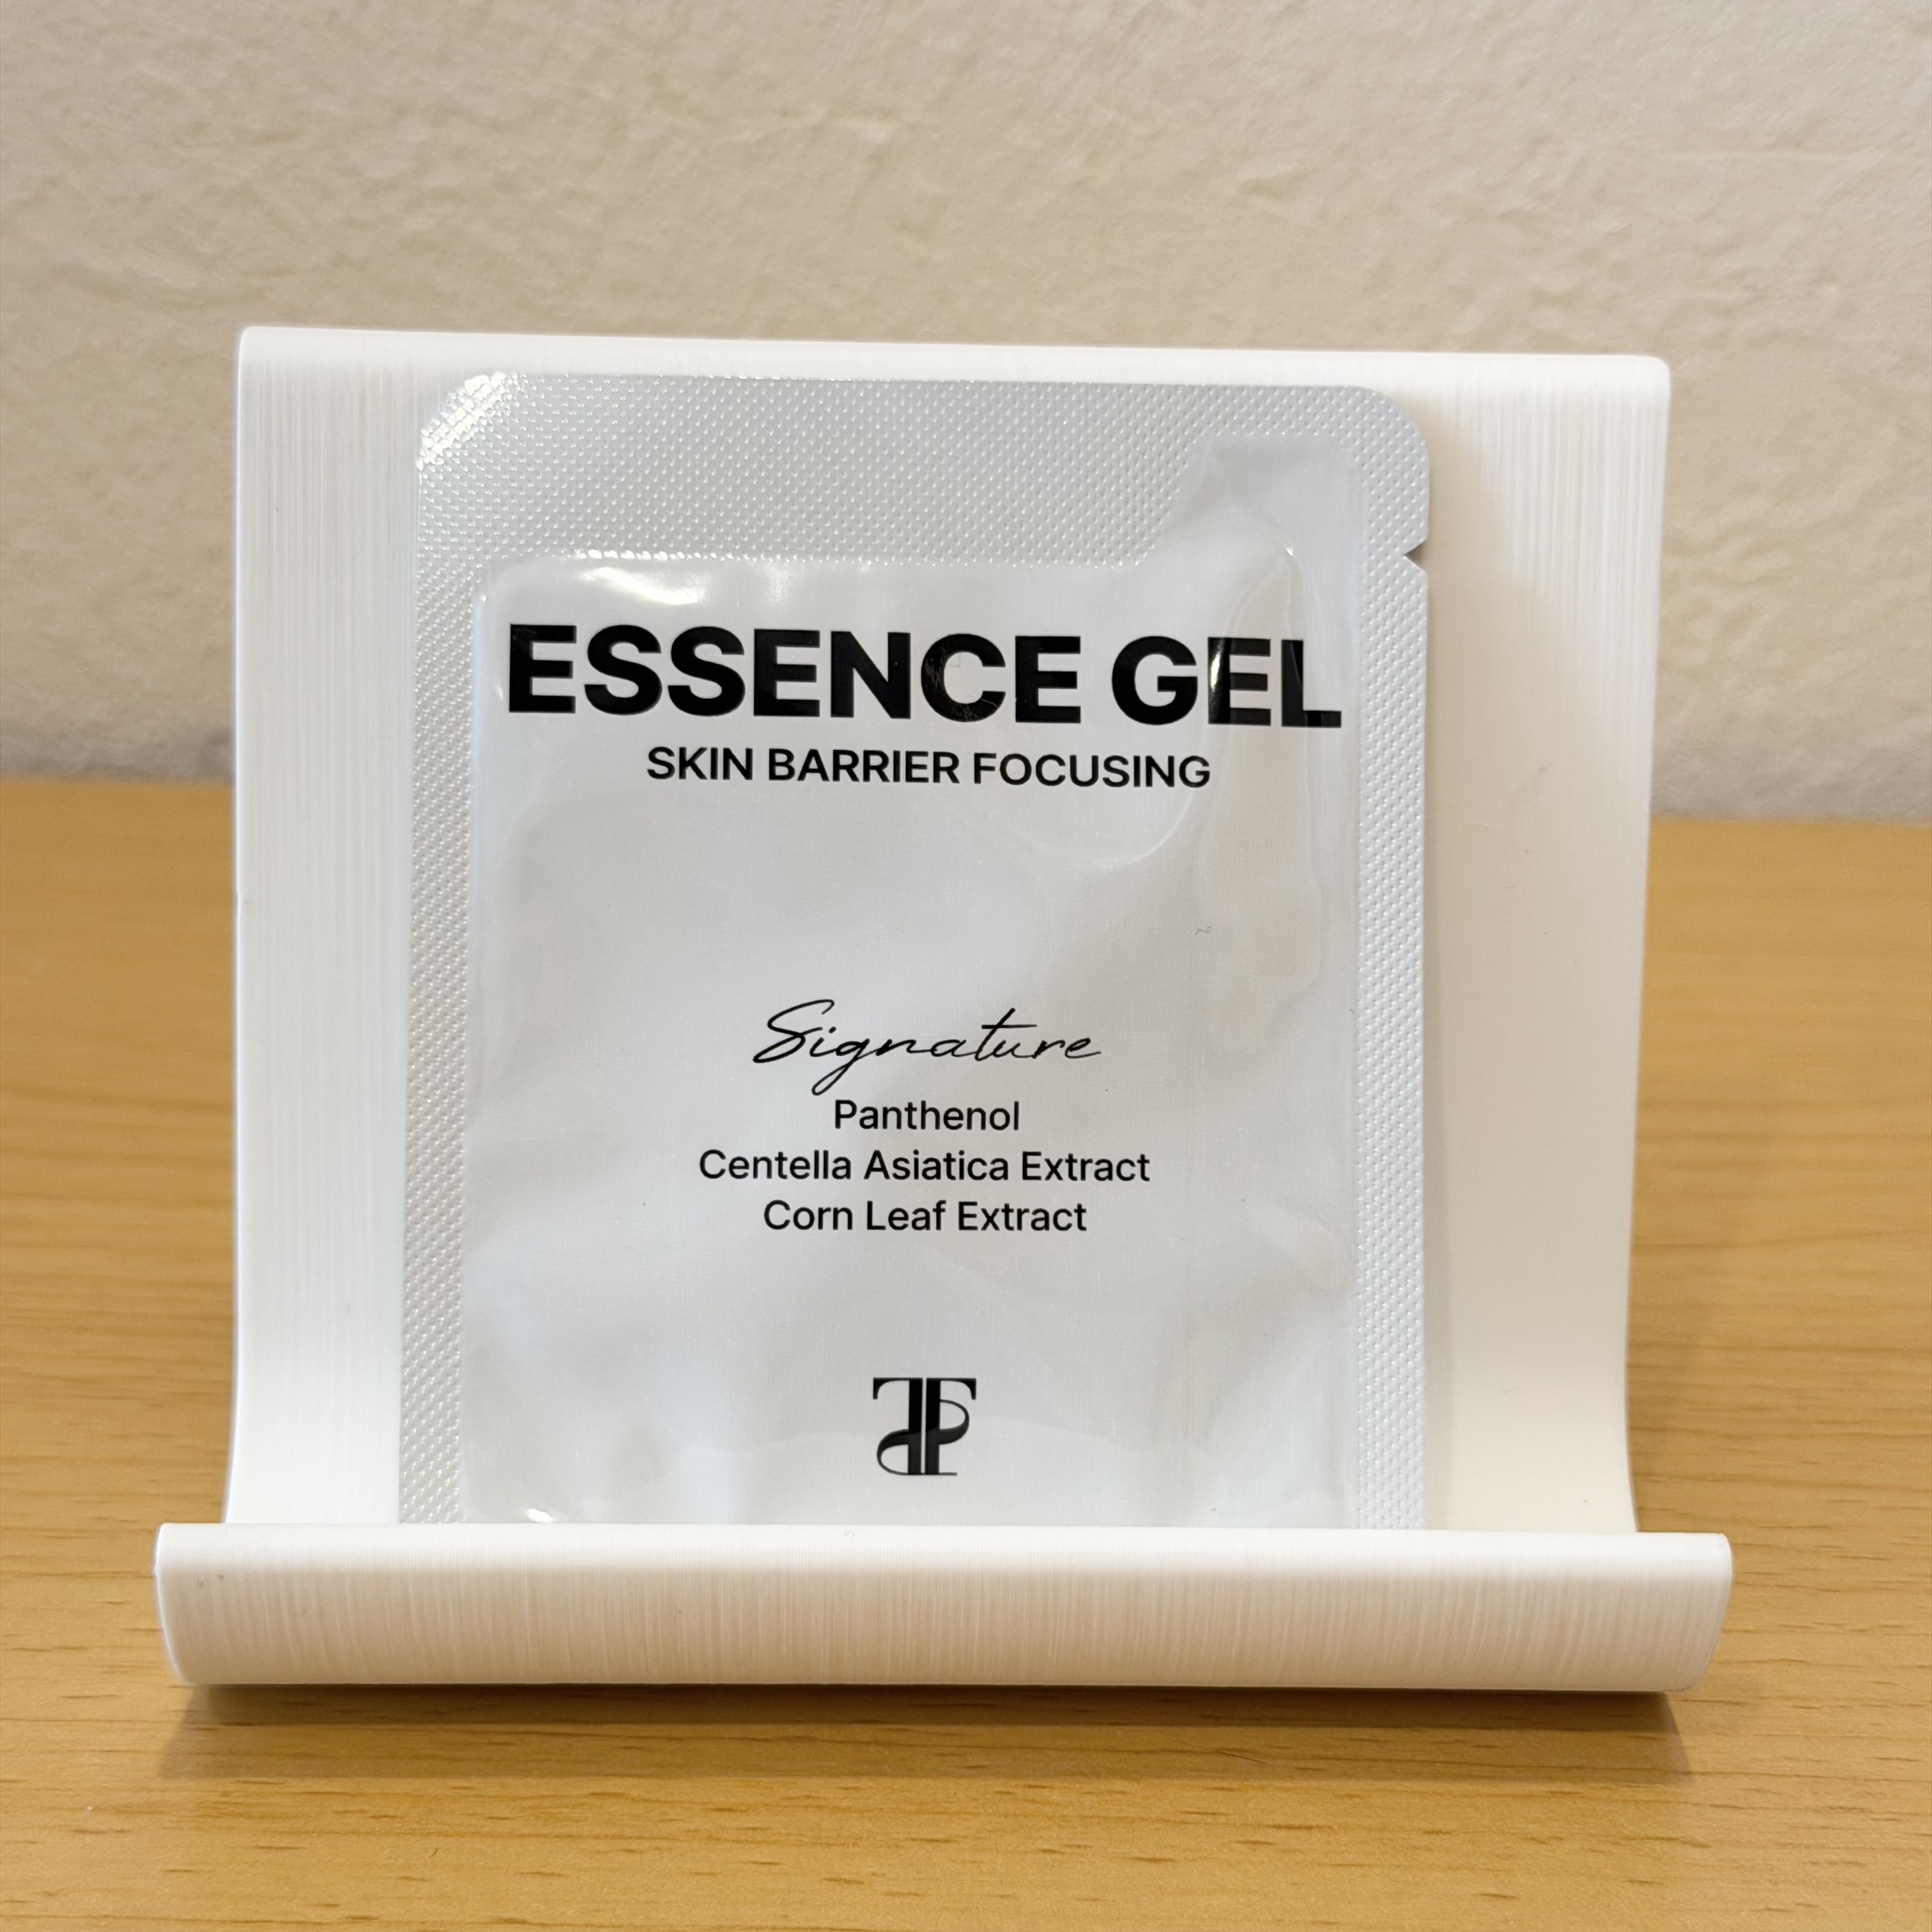 ESSENCE GEL
SKIN BARRIER FOCUSING
Signature
Panthenol
Centella Asiatica Extract
Corn Leaf Extract